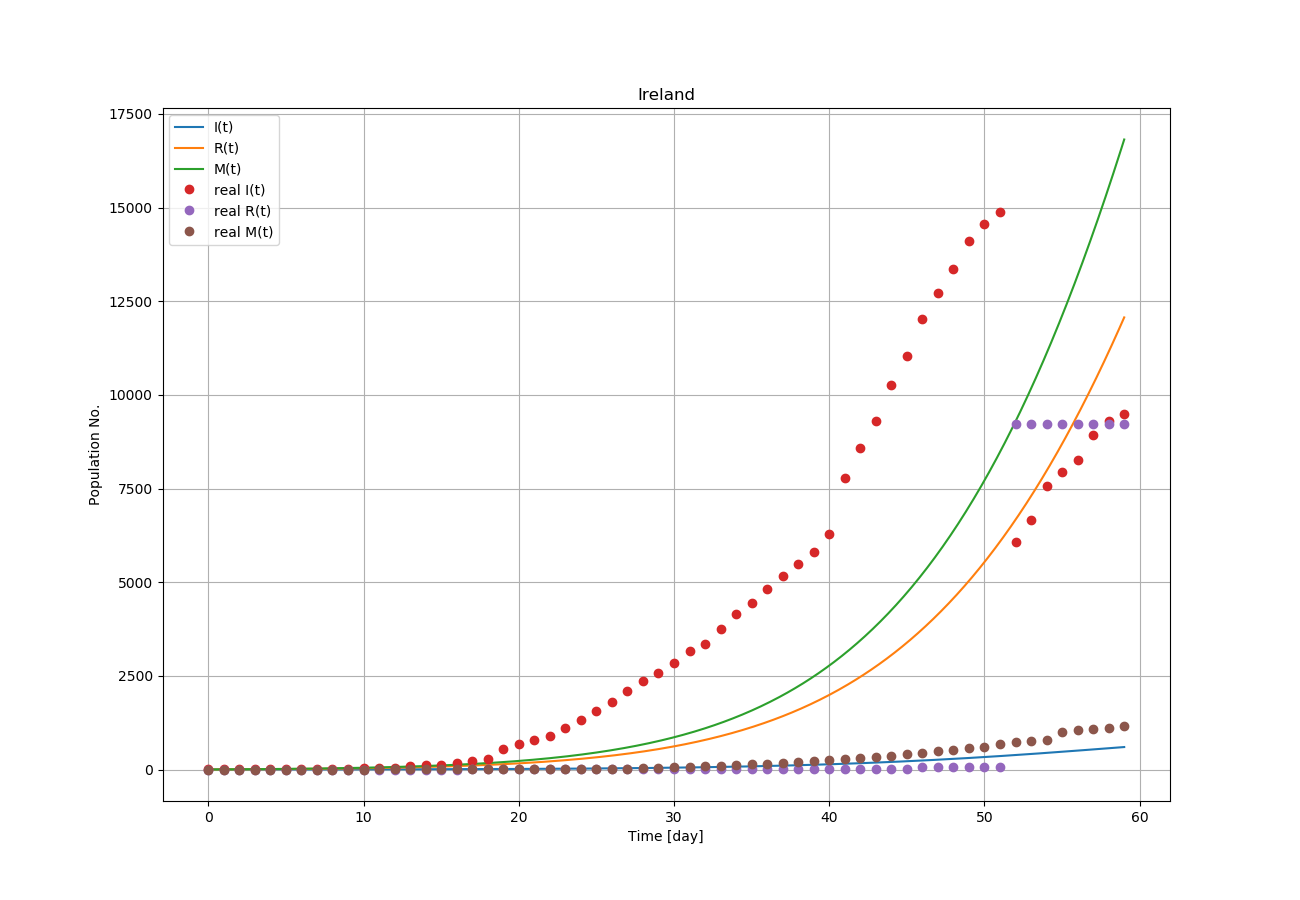 Ireland
17500
15000
12500
10000
7500
5000
2500
0
Population No.
I(t)
R(t)
M(t)
real I(t)
real R(t)
real M(t)
0 10 20 30 40 50 60
Time [day]